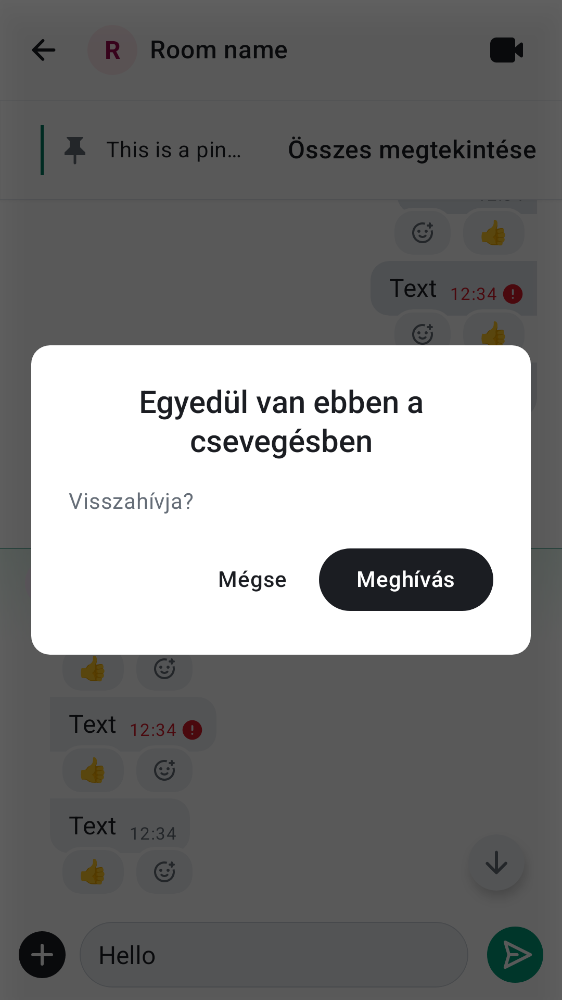 R Room name
This is a pin… Összes megtekintése
Text 12:34
Egyedül van ebben a
csevegésben
Visszahívja?
Mégse Meghívás
Text 12:34
Text 12:34
Hello